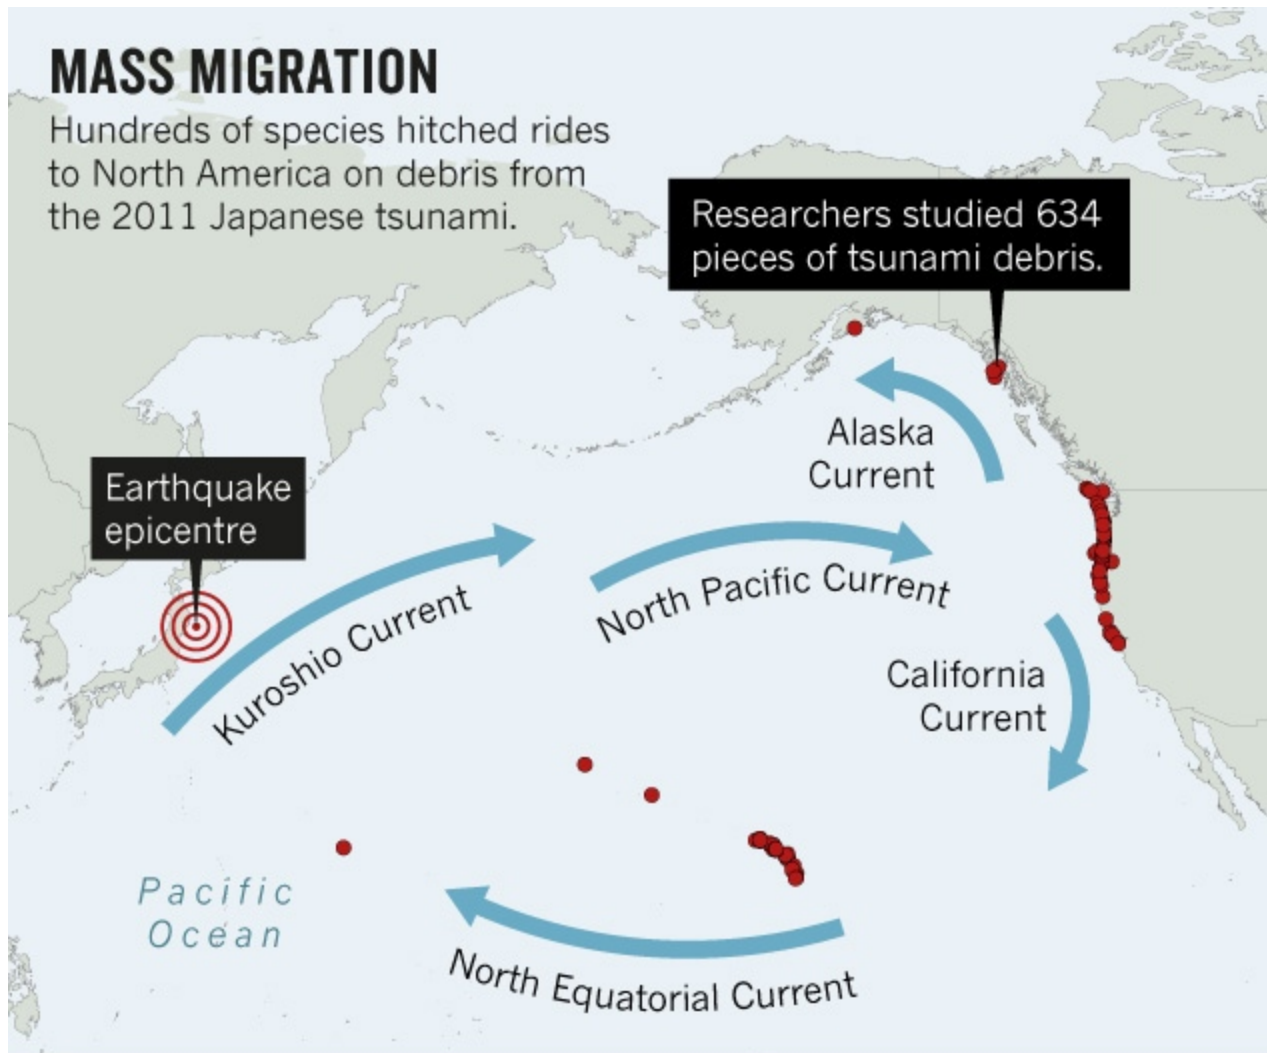 MASS MIGRATION
Hundreds of species hitched rides
to North America on debris from
the 2011 Japanese tsunami.
Researchers studied 634
pieces of tsunami debris.
Alaska
Current
Earthquake
epicentre
Kuroshio Current
North Pacific Current
California
Current
Pacific
Ocean
North Equatorial Current